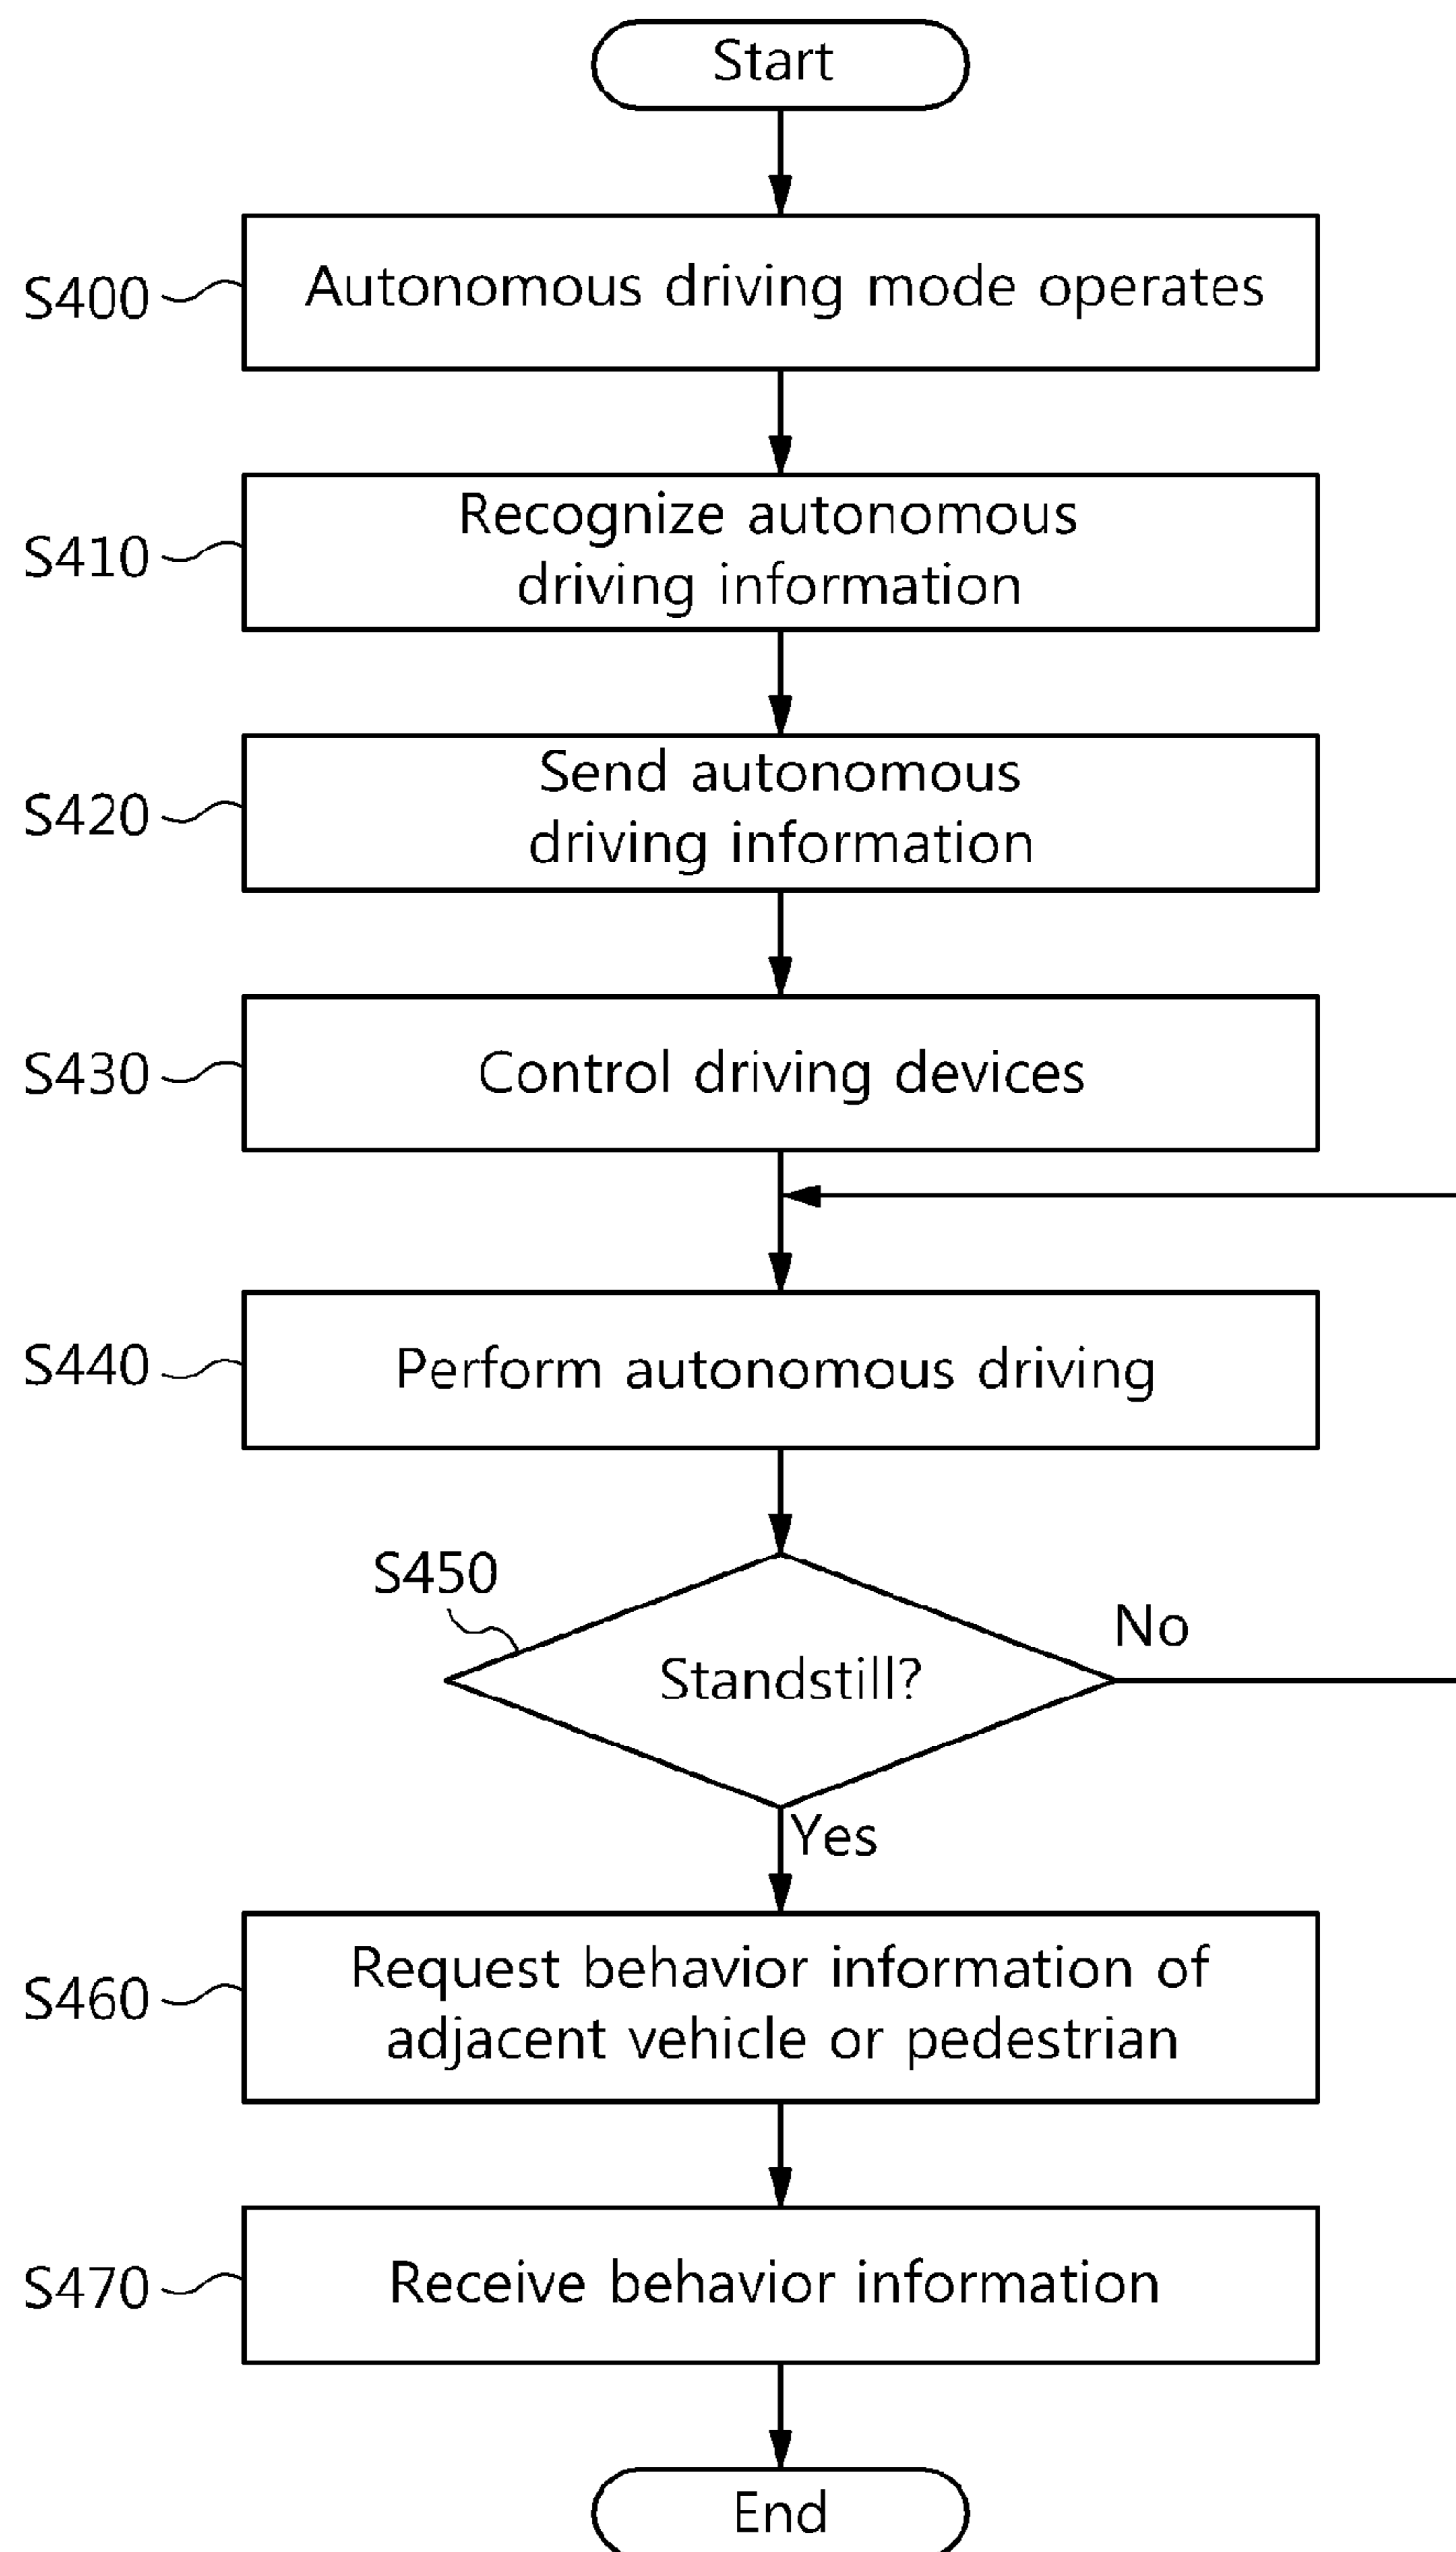 Start
S400
Autonomous driving mode operates
S410
Recognize autonomous
driving information
S420
Send autonomous
driving information
S430
Control driving devices
S440
Perform autonomous driving
S450
Standstill?
No
Yes
S460
Request behavior information of
adjacent vehicle or pedestrian
S470
Receive behavior information
End